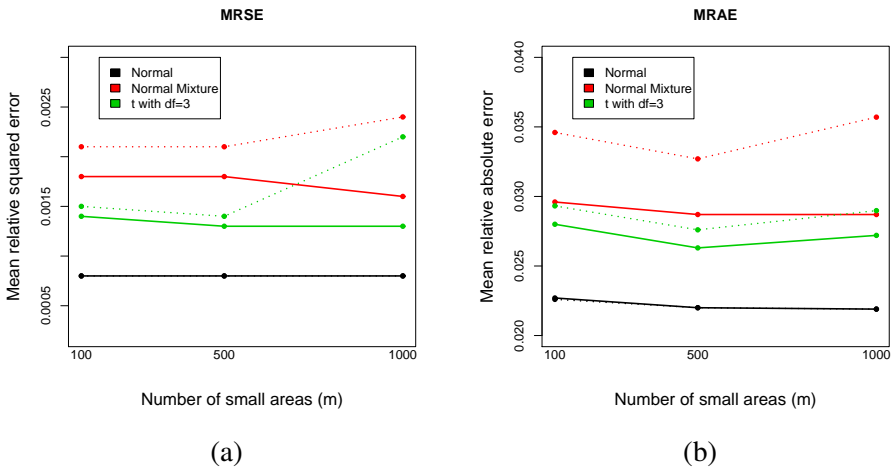 MRSE
Mean relative squared error
0.0005
0.0015
0.0025
Normal
Normal Mixture
t with df=3
100
500
1000
Number of small areas (m)
(a)
MRAE
Mean relative absolute error
0.020
0.025
0.030
0.035
0.040
Normal
Normal Mixture
t with df=3
100
500
1000
Number of small areas (m)
(b)